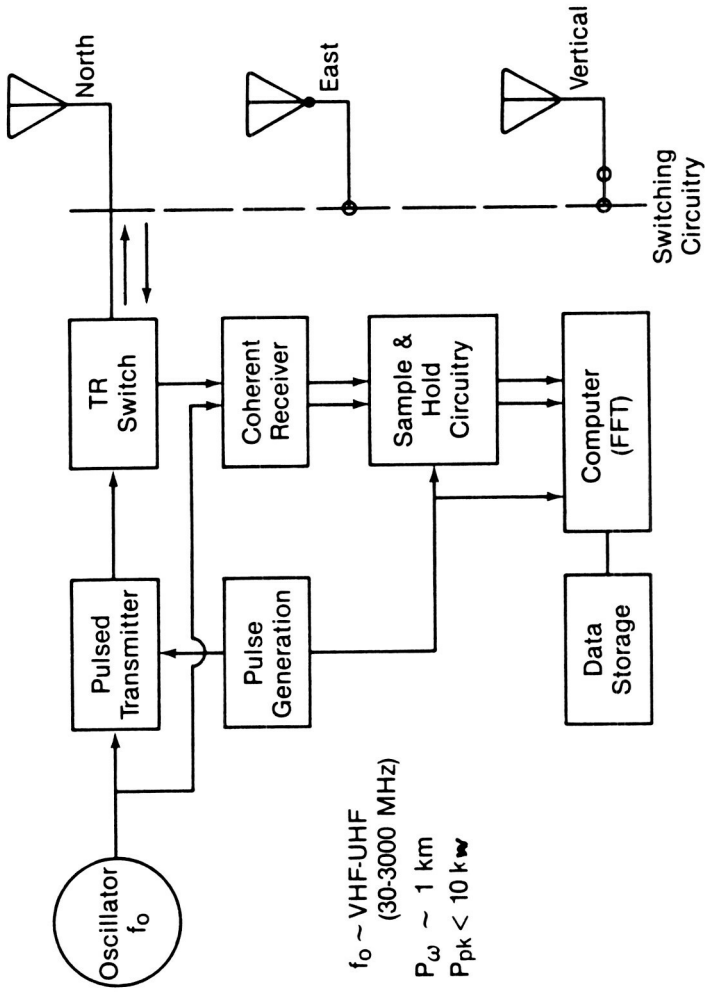 Oscillator
f₀
Pulsed
Transmitter
TR
Switch
North
Pulse
Generation
Coherent
Receiver
East
Sample &
Hold
Circuitry
Vertical
Data
Storage
Computer
(FFT)
Switching
Circuitry
f₀ ~ VHF-UHF
(30-3000 MHz)
Pω ~ 1 km
Ppk < 10 kw